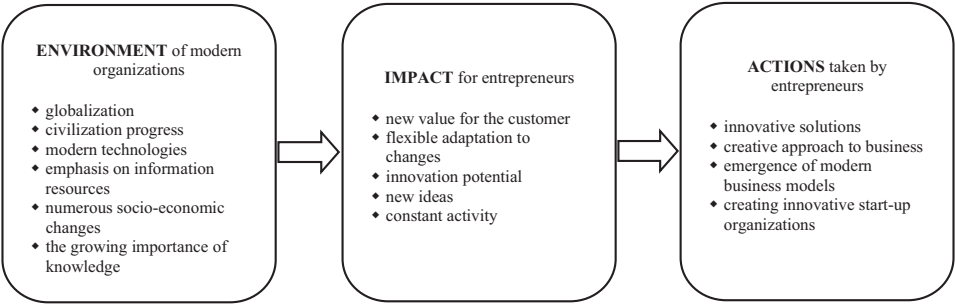 ENVIRONMENT of modern
organizations
◆ globalization
◆ civilization progress
◆ modern technologies
◆ emphasis on information
resources
◆ numerous socio-economic
changes
◆ the growing importance of
knowledge
IMPACT for entrepreneurs
◆ new value for the customer
◆ flexible adaptation to
changes
◆ innovation potential
◆ new ideas
◆ constant activity
ACTIONS taken by
entrepreneurs
◆ innovative solutions
◆ creative approach to business
◆ emergence of modern
business models
◆ creating innovative start-up
organizations